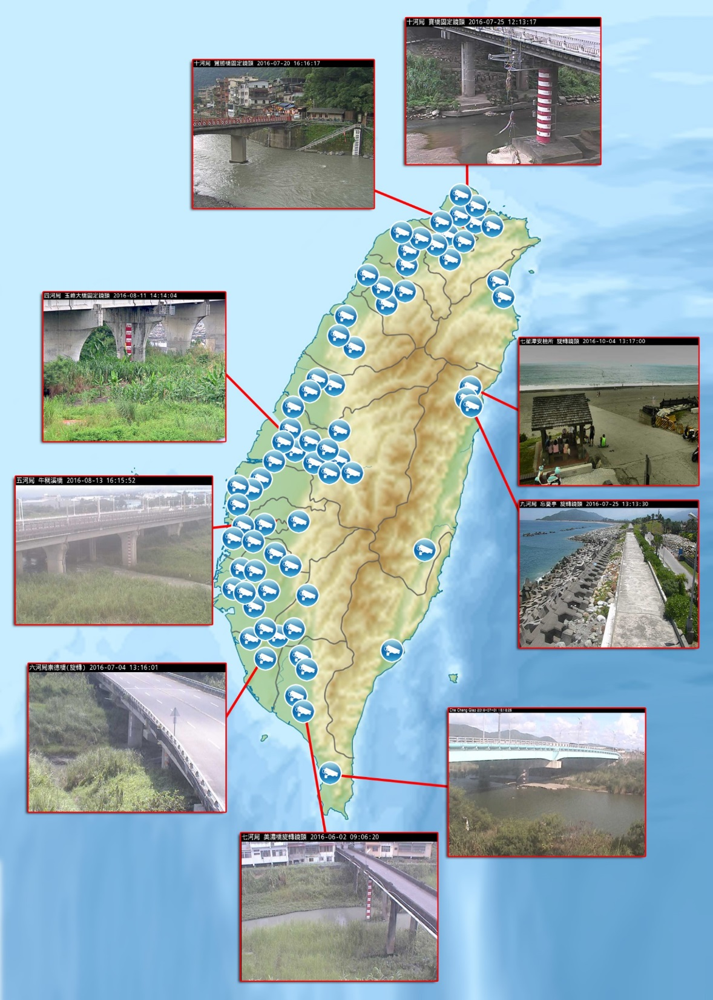 十河局 寶橋固定鏡頭 2016-07-25 12:13:17
十河局 覽勝橋固定鏡頭 2016-07-20 16:16:17
四河局 玉峰大橋固定鏡頭 2016-08-11 14:14:04
七星潭安檢所 旋轉鏡頭 2016-10-04 13:17:00
五河局 牛稠溪橋 2016-08-13 16:15:52
九河局 忘憂亭 旋轉鏡頭 2016-07-25 13:13:30
六河局崇德橋(旋轉) 2016-07-04 13:16:01
Che Cheng Qiao
七河局 美濃橋旋轉鏡頭 2016-06-02 09:06:20